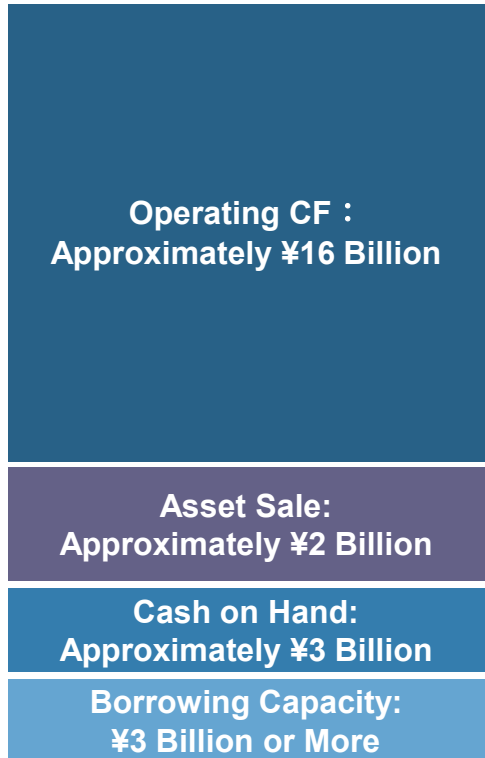 Operating CF：
Approximately ¥16 Billion
Asset Sale:
Approximately ¥2 Billion
Cash on Hand:
Approximately ¥3 Billion
Borrowing Capacity:
¥3 Billion or More